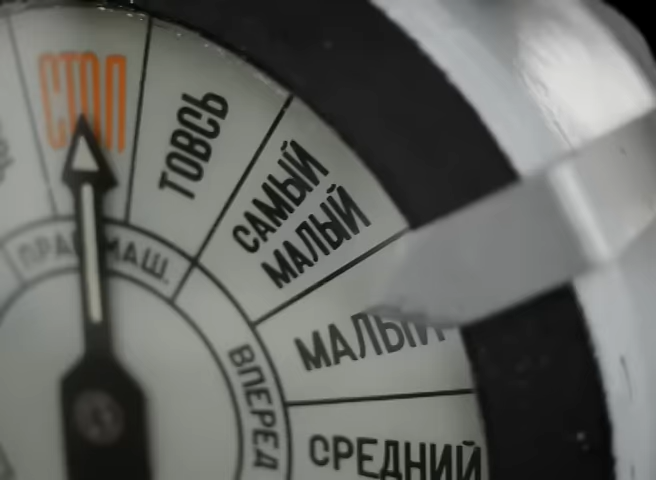 СТОП
ТОВСЬ
САМЫЙ
МАЛЫЙ
МАЛЫЙ
СРЕДНИЙ
МАШ.
ВПЕРЕД